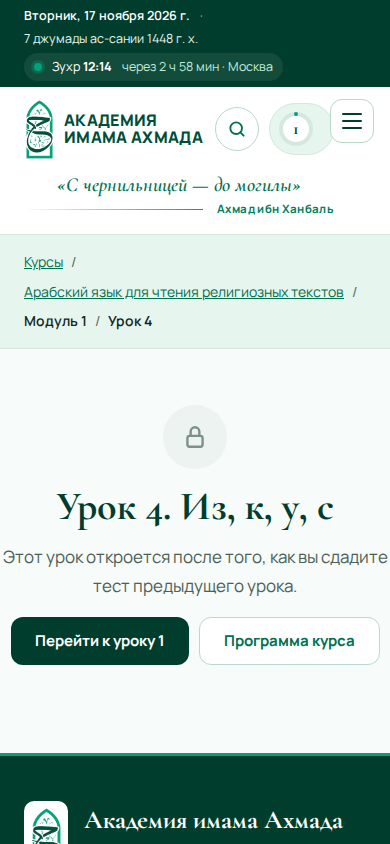 Вторник, 17 ноября 2026 г. ·
7 джумады ас-сании 1448 г. х.
Зухр 12:14 через 2 ч 58 мин · Москва
АКАДЕМИЯ
ИМАМА АХМАДА
1
«С чернильницей — до могилы»
Ахмад ибн Ханбаль
Курсы /
Арабский язык для чтения религиозных текстов /
Модуль 1 / Урок 4
Урок 4. Из, к, у, с
Этот урок откроется после того, как вы сдадите
тест предыдущего урока.
Перейти к уроку 1
Программа курса
Академия имама Ахмада